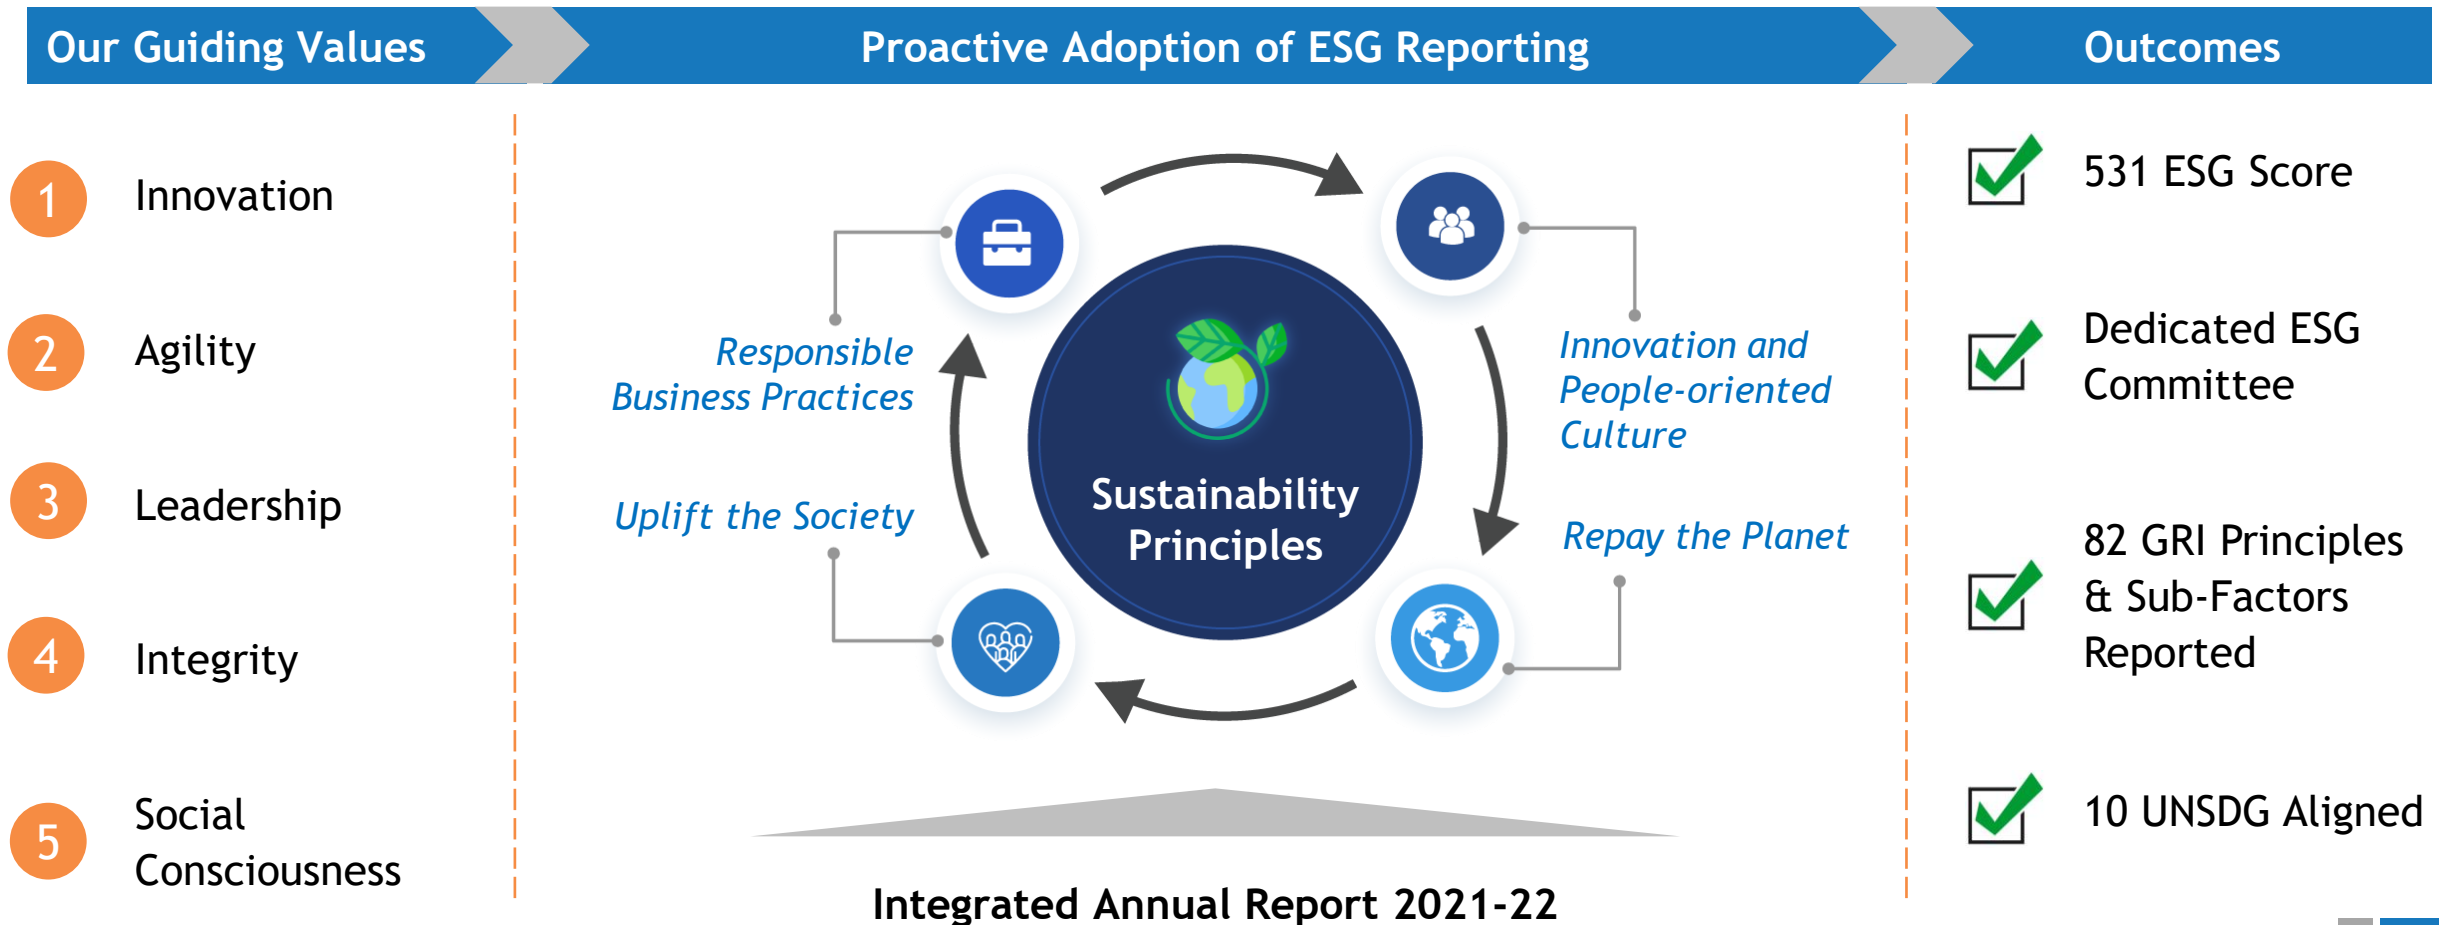 Our Guiding Values
Proactive Adoption of ESG Reporting
Outcomes
1
Innovation
2
Agility
3
Leadership
4
Integrity
5
Social
Consciousness
Responsible
Business Practices
Innovation and
People-oriented
Culture
Uplift the Society
Repay the Planet
Sustainability
Principles
Integrated Annual Report 2021-22
531 ESG Score
Dedicated ESG
Committee
82 GRI Principles
& Sub-Factors
Reported
10 UNSDG Aligned